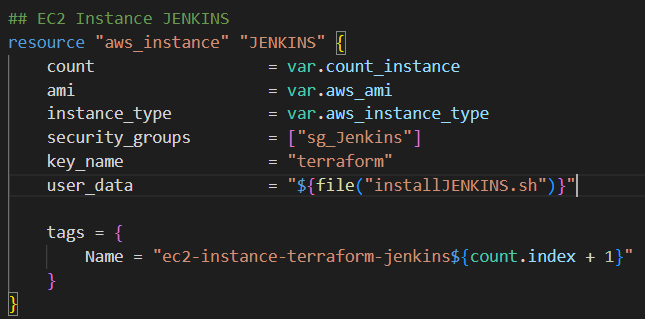 ## EC2 Instance JENKINS
resource "aws_instance" "JENKINS" {
    count                  = var.count_instance
    ami                    = var.aws_ami
    instance_type          = var.aws_instance_type
    security_groups        = ["sg_Jenkins"]
    key_name               = "terraform"
    user_data              = "${file("installJENKINS.sh")}"

    tags = {
        Name = "ec2-instance-terraform-jenkins${count.index + 1}"
    }
}